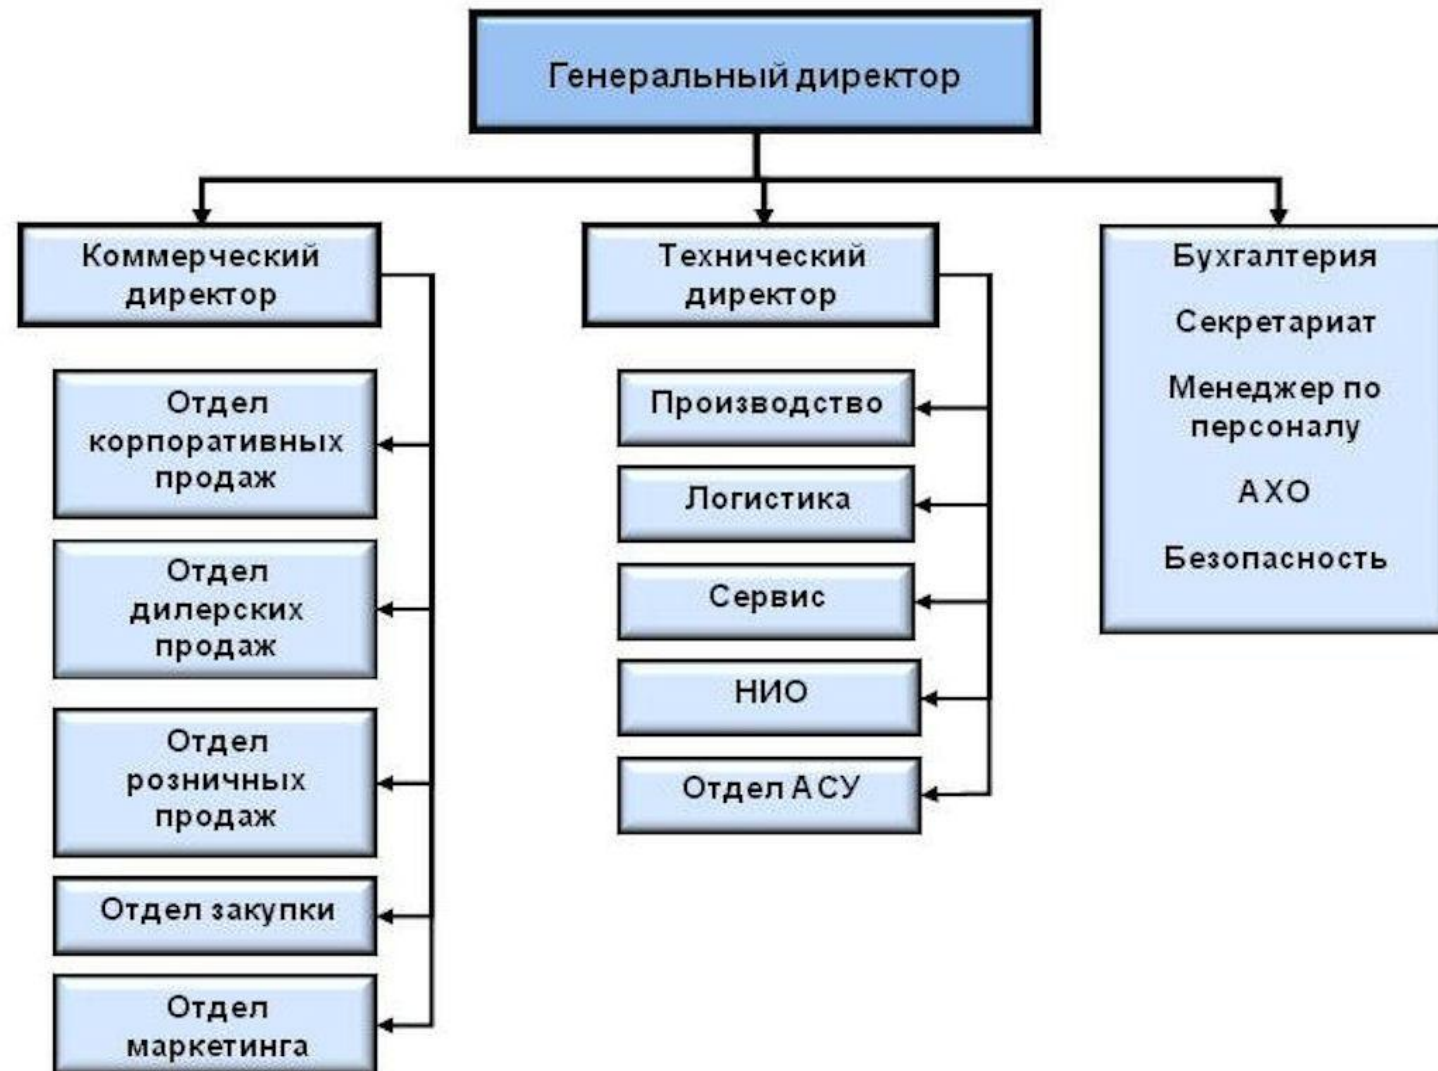 Генеральный директор
Коммерческий
директор
Отдел
корпоративных
продаж
Отдел
дилерских
продаж
Отдел
розничных
продаж
Отдел закупки
Отдел
маркетинга
Технический
директор
Производство
Логистика
Сервис
НИО
Отдел АСУ
Бухгалтерия
Секретариат
Менеджер по
персоналу
АХО
Безопасность